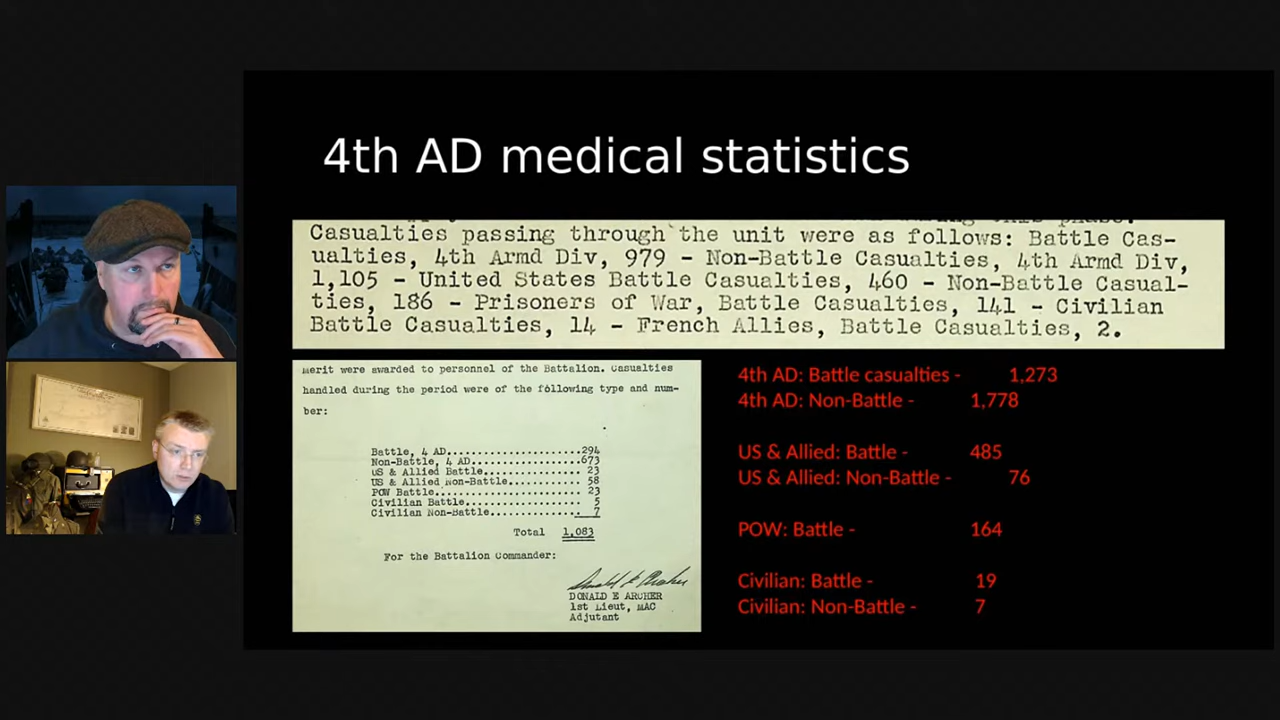 4th AD medical statistics
Casualties passing through the unit were as follows: Battle Cas-
ualties, 4th Armd Div, 979 - Non-Battle Casualties, 4th Armd Div,
1,105 - United States Battle Casualties, 460 - Non-Battle Casual-
ties, 186 - Prisoners of War, Battle Casualties, 141 - Civilian
Battle Casualties, 14 - French Allies, Battle Casualties, 2.
Merit were awarded to personnel of the Battalion. Casualties
handled during the period were of the following type and num-
ber:
Battle, 4 AD.......................294
Non-Battle, 4 AD...................673
US & Allied Battle................. 23
US & Allied Non-Battle............. 58
POW Battle......................... 23
Civilian Battle.................... 5
Civilian Non-Battle................ 7
Total 1,083
For the Battalion Commander:
DONALD E ARCHER
1st Lieut, MAC
Adjutant
4th AD: Battle casualties - 1,273
4th AD: Non-Battle - 1,778
US & Allied: Battle - 485
US & Allied: Non-Battle - 76
POW: Battle - 164
Civilian: Battle - 19
Civilian: Non-Battle - 7